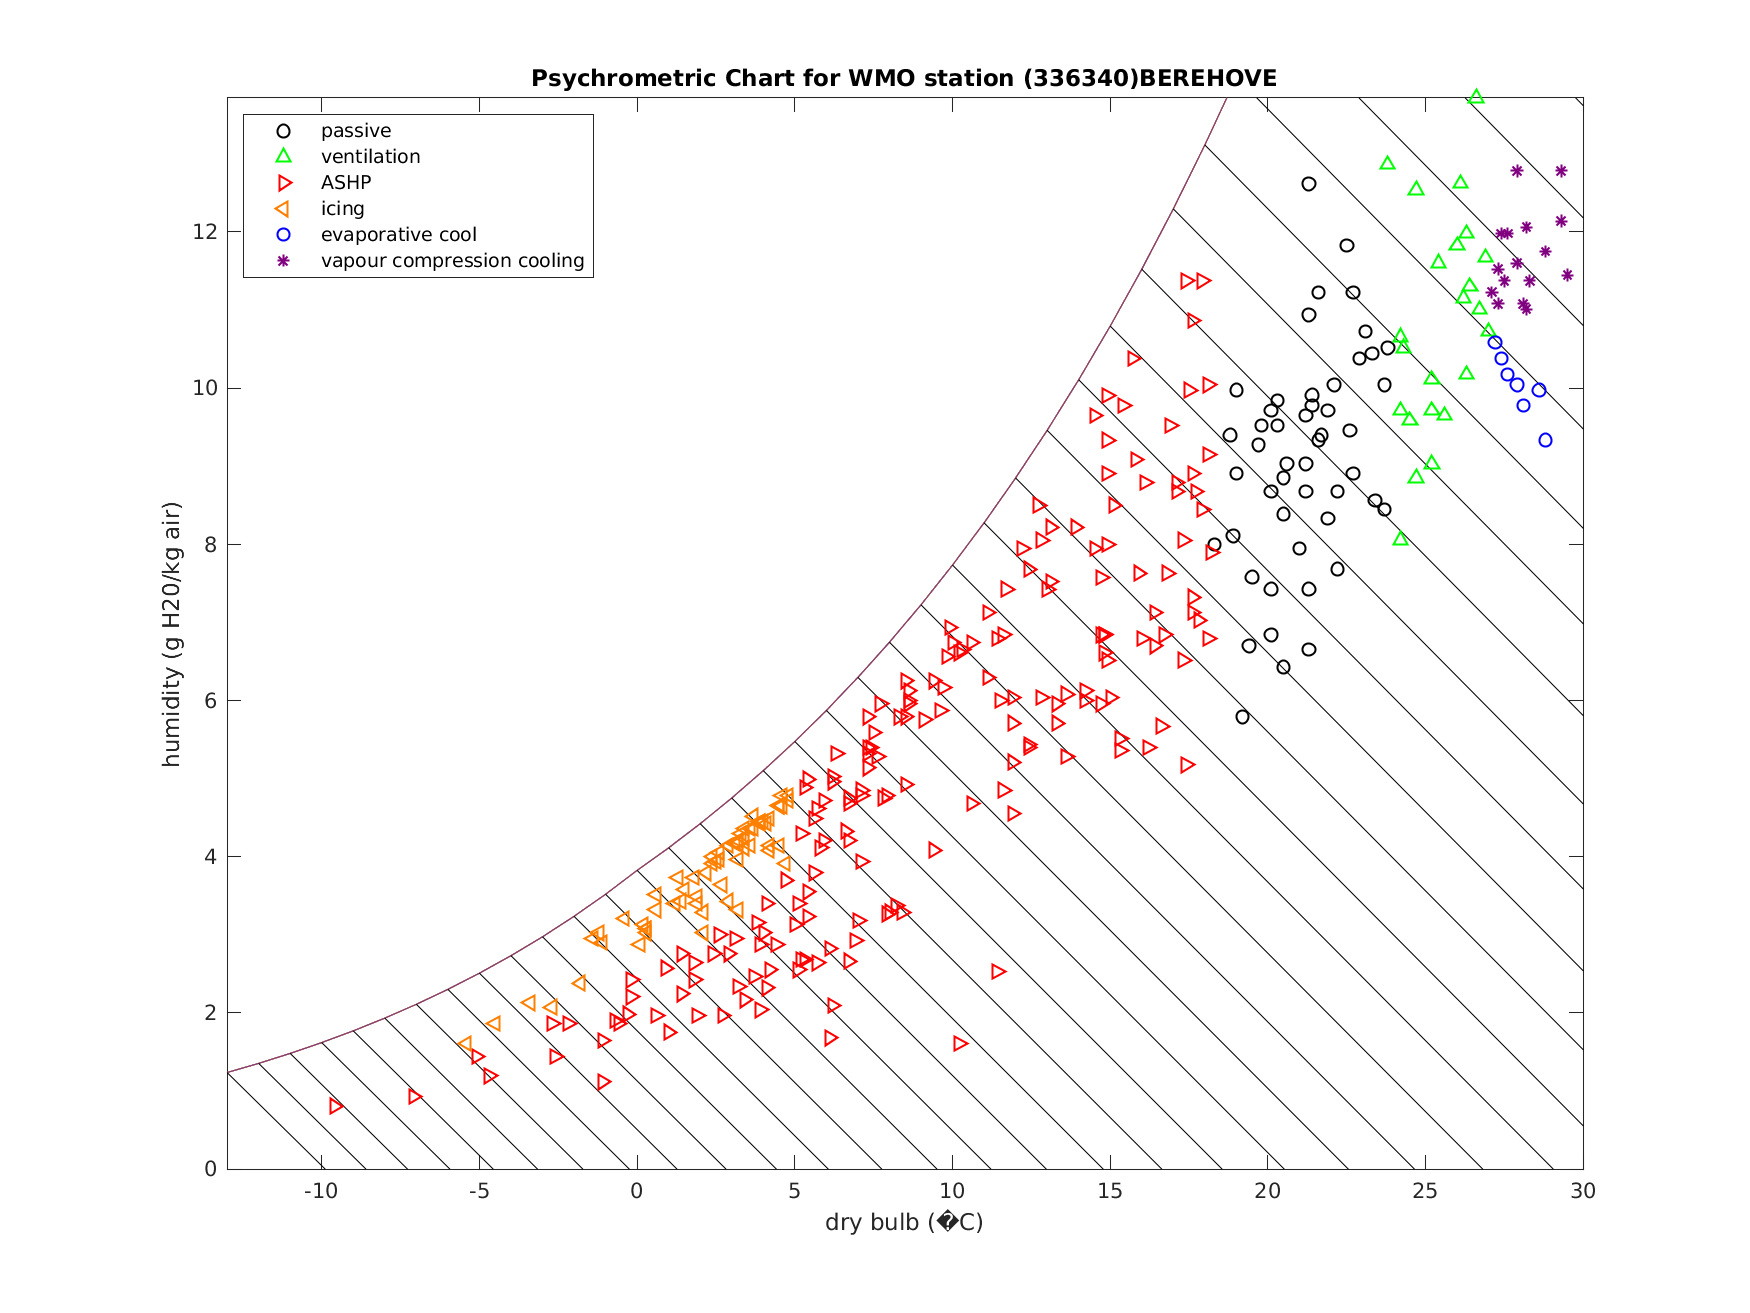 Psychrometric Chart for WMO station (336340)BEREHOVE
passive
ventilation
ASHP
icing
evaporative cool
vapour compression cooling
humidity (g H20/kg air)
12
10
8
6
4
2
0
-10 -5 0 5 10 15 20 25 30
dry bulb (�C)